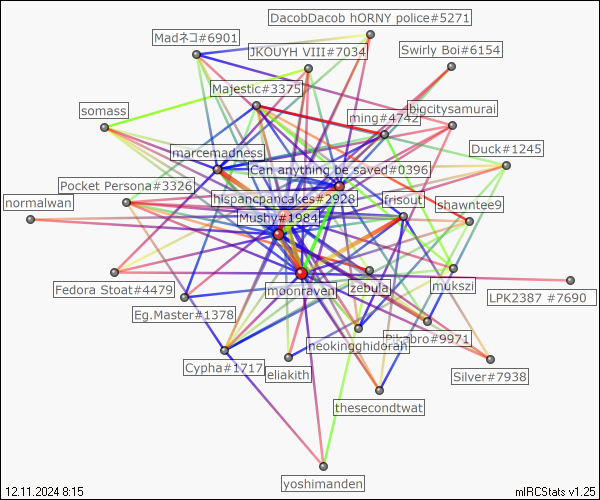 DacobDacob hORNY police#5271
Madネコ#6901
JKOUYH VIII#7034
Swirly Boi#6154
Majestic#3375
somass
bigcitysamurai
ming#4742
Duck#1245
marcemadness
Can anything be saved#0396
Pocket Persona#3326
normalwan
hispancpancakes#2928
frisout
shawntee9
Mushy#1984
Fedora Stoat#4479
moonraven
zebula
mukszi
LPK2387 #7690
Eg.Master#1378
Pikabro#9971
neokingghidorah
Cypha#1717
eliakith
Silver#7938
thesecondtwat
yoshimanden
12.11.2024 8:15
mIRCStats v1.25